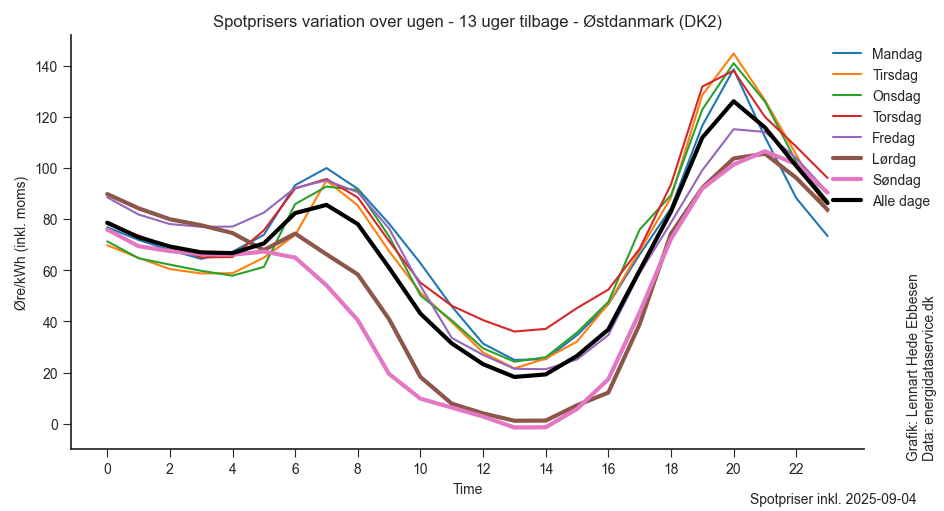 Spotprisers variation over ugen - 13 uger tilbage - Østdanmark (DK2)
Øre/kWh (inkl. moms)
140
120
100
80
60
40
20
0
0 2 4 6 8 10 12 14 16 18 20 22
Time
Mandag
Tirsdag
Onsdag
Torsdag
Fredag
Lørdag
Søndag
Alle dage
Grafik: Lennart Hede Ebbesen
Data: energidataservice.dk
Spotpriser inkl. 2025-09-04